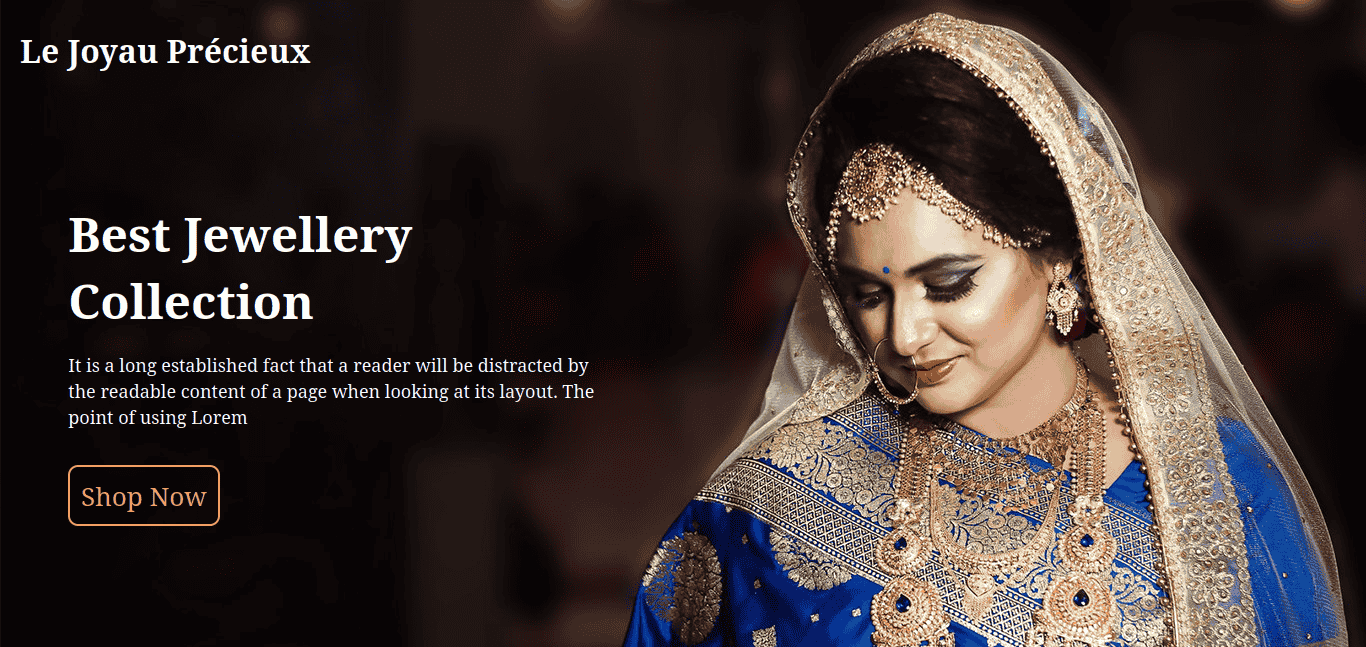 Le Joyau Précieux
Best Jewellery
Collection
It is a long established fact that a reader will be distracted by
the readable content of a page when looking at its layout. The
point of using Lorem
Shop Now